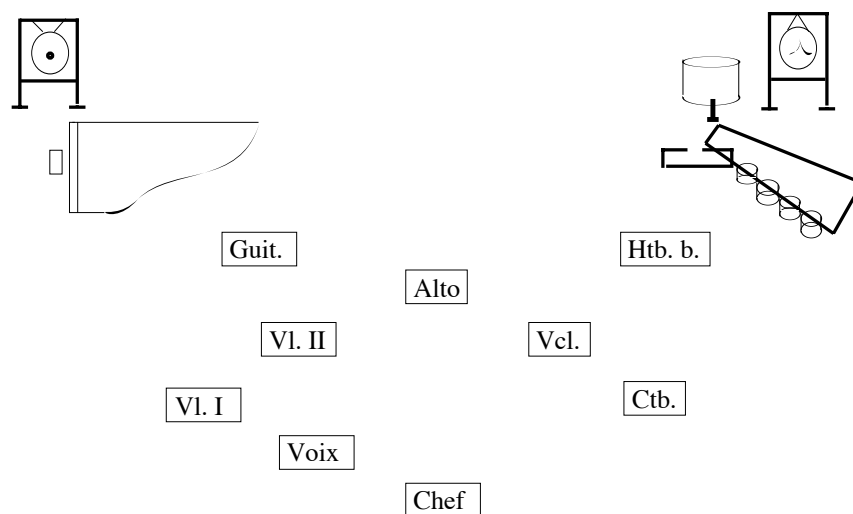 Guit.
Htb. b.
Alto
Vl. II
Vcl.
Vl. I
Ctb.
Voix
Chef